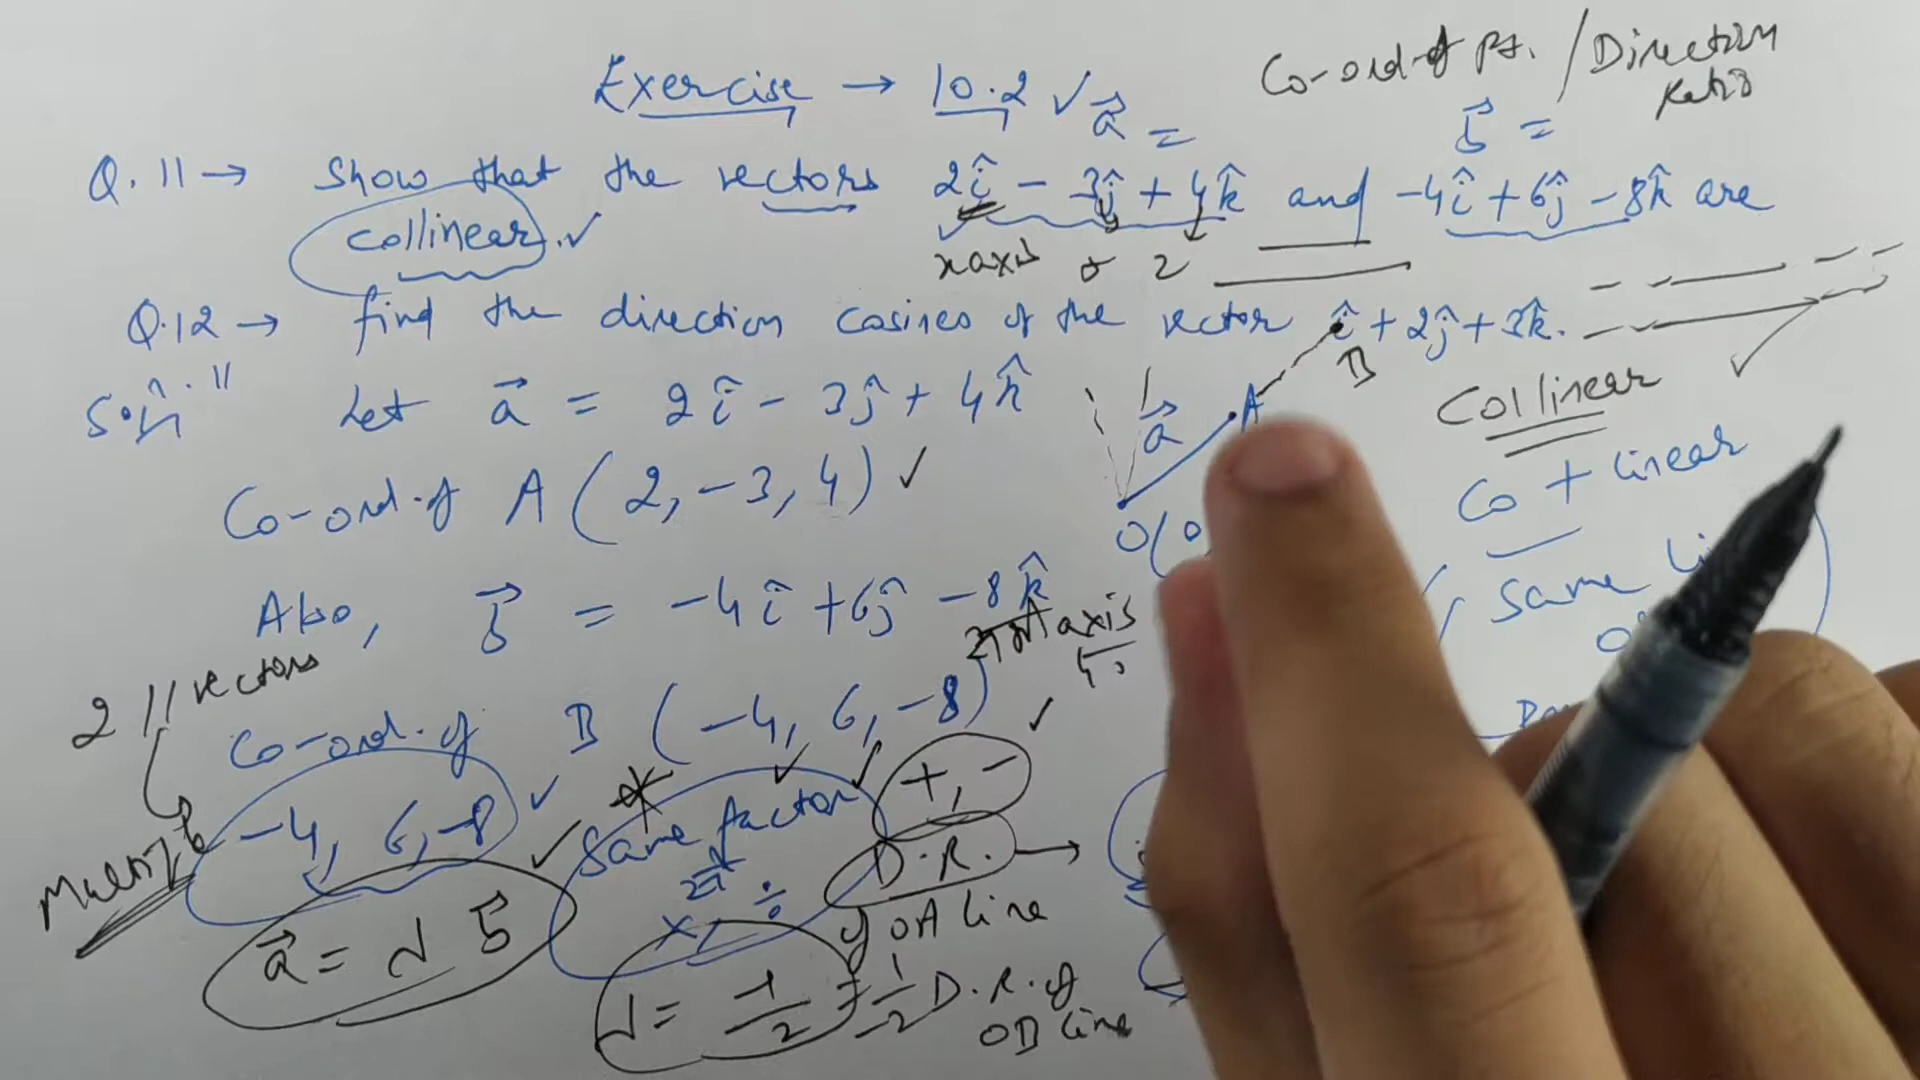 Exercise → 10.2 ✓
Co-ord. of pt. / Direction
Ratio
a⃗ =
b⃗ =
Q.11 → Show that the vectors 2î - 3ĵ + 4k̂ and -4î + 6ĵ - 8k̂ are
collinear. ✓
x axis
Q.12 → find the direction cosines of the vector î + 2ĵ + 3k̂.
B
Sol.n. 11
Let a⃗ = 2î - 3ĵ + 4k̂
a⃗ A
Collinear
Co-ord. of A (2, -3, 4) ✓
Co + linear
O(0
Same
Also, b⃗ = -4î + 6ĵ - 8k̂
axis
2 // vectors
Co-ord. of B (-4, 6, -8)
Multiple
-4, 6, -8 ✓
Same factor
+, - ✓
x, ÷
D.R. →
of OA line
a⃗ = λ b⃗
λ = -1/2
= 1/-2 D.R. of
OB line